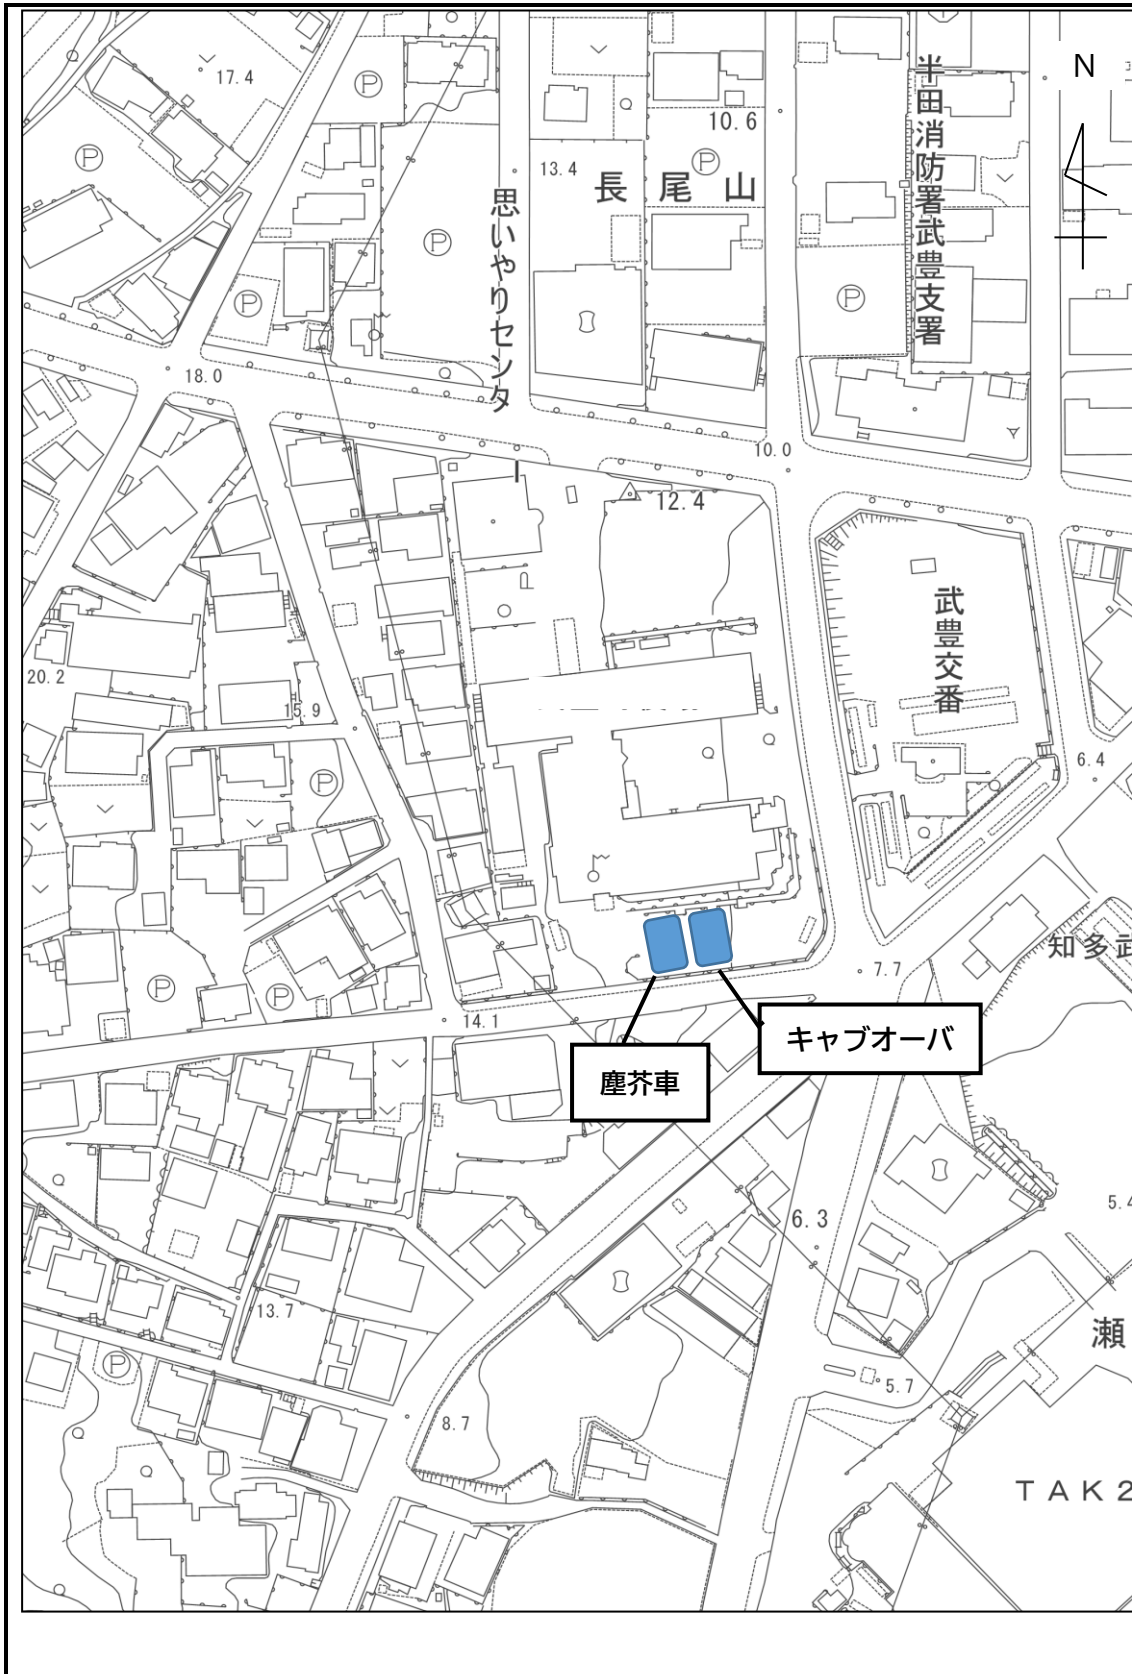 17.4
P
10.6
N
半田消防署武豊支署
P
13.4
P
長尾山
思いやりセンター
P
P
P
18.0
10.0
12.4
武豊交番
20.2
15.9
6.4
P
知多武
7.7
P
P
14.1
キャブオーバ
塵芥車
6.3
5.4
13.7
瀬
P
5.7
8.7
TAK2